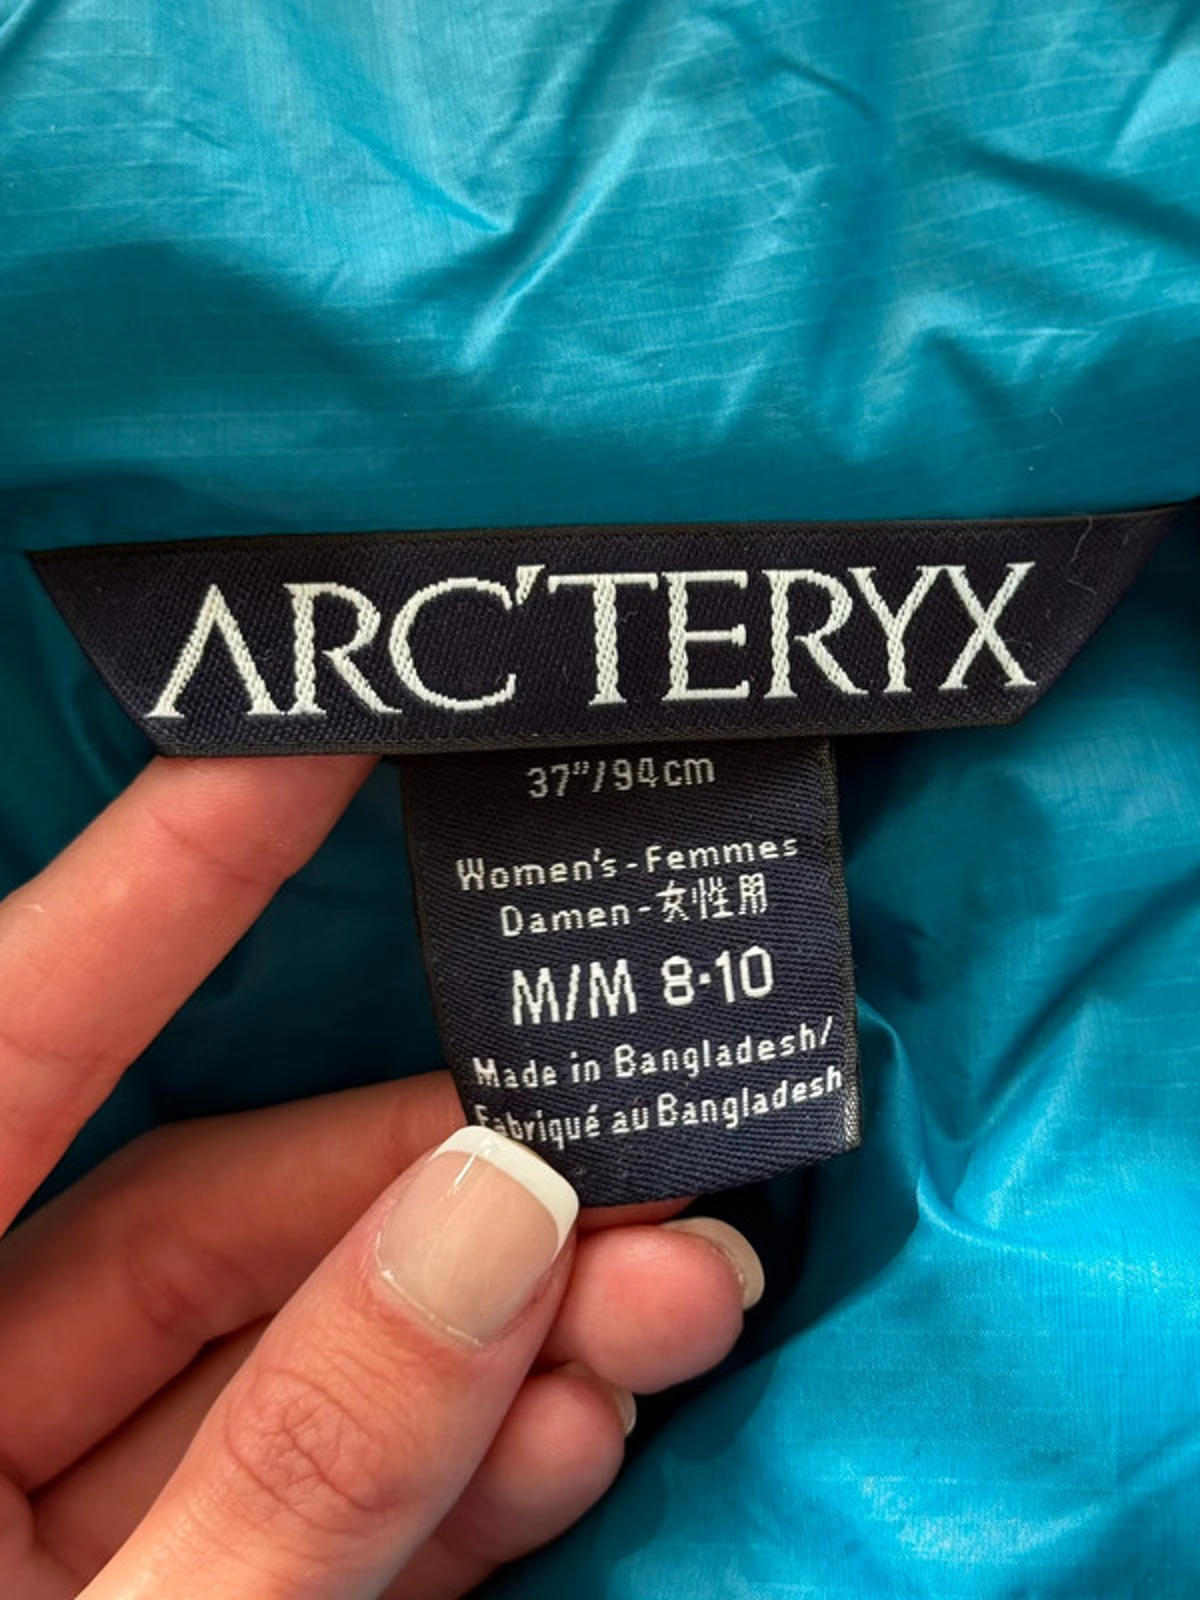 ARC'TERYX
37"/94cm
Women's-Femmes
Damen-女性用
M/M 8·10
Made in Bangladesh/
Fabriqué au Bangladesh